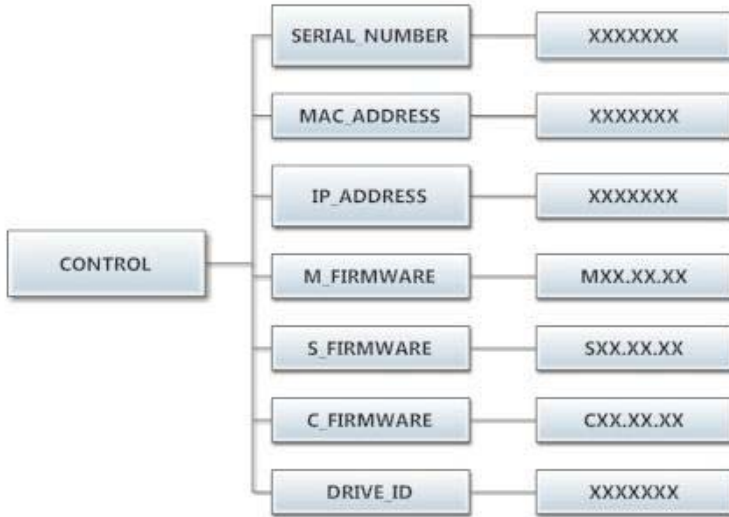 SERIAL_NUMBER XXXXXXX
MAC_ADDRESS XXXXXXX
IP_ADDRESS XXXXXXX
CONTROL
M_FIRMWARE MXX.XX.XX
S_FIRMWARE SXX.XX.XX
C_FIRMWARE CXX.XX.XX
DRIVE_ID XXXXXXX